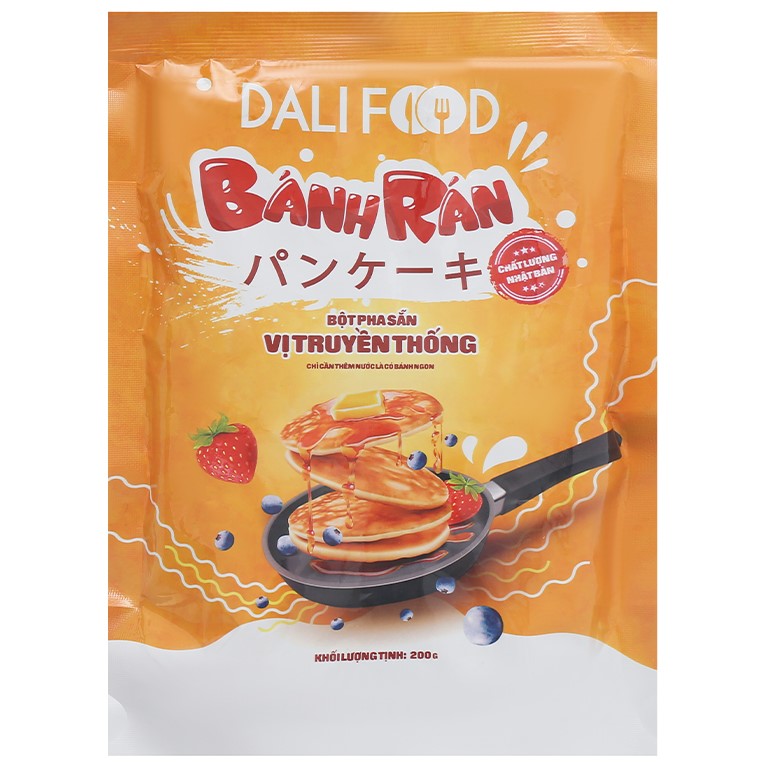 DALI FOOD
BÁNH RÁN
パンケーキ
CHẤT LƯỢNG
NHẬT BẢN
BỘT PHA SẴN
VỊ TRUYỀN THỐNG
CHỈ CẦN THÊM NƯỚC LÀ CÓ BÁNH NGON
KHỐI LƯỢNG TỊNH: 200G